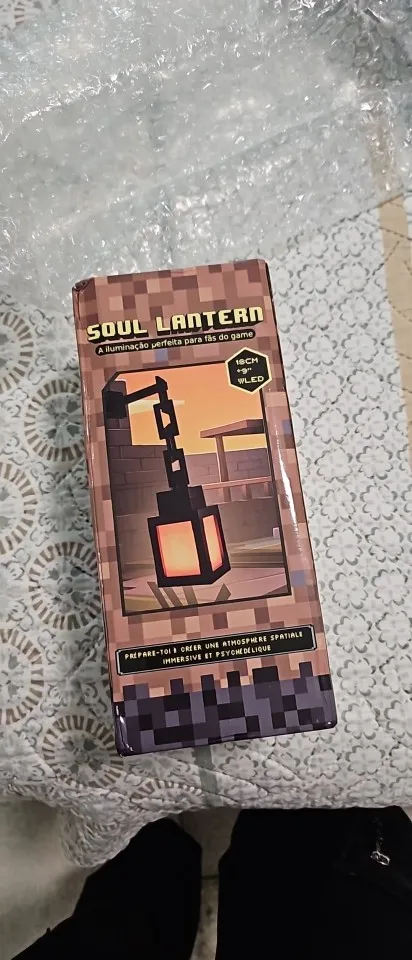 SOUL LANTERN
A iluminação perfeita para fãs do game
18CM
+9"
WLED
PRÉPARE-TOI À CRÉER UNE ATMOSPHÈRE SPATIALE
IMMERSIVE ET PSYCHÉDÉLIQUE